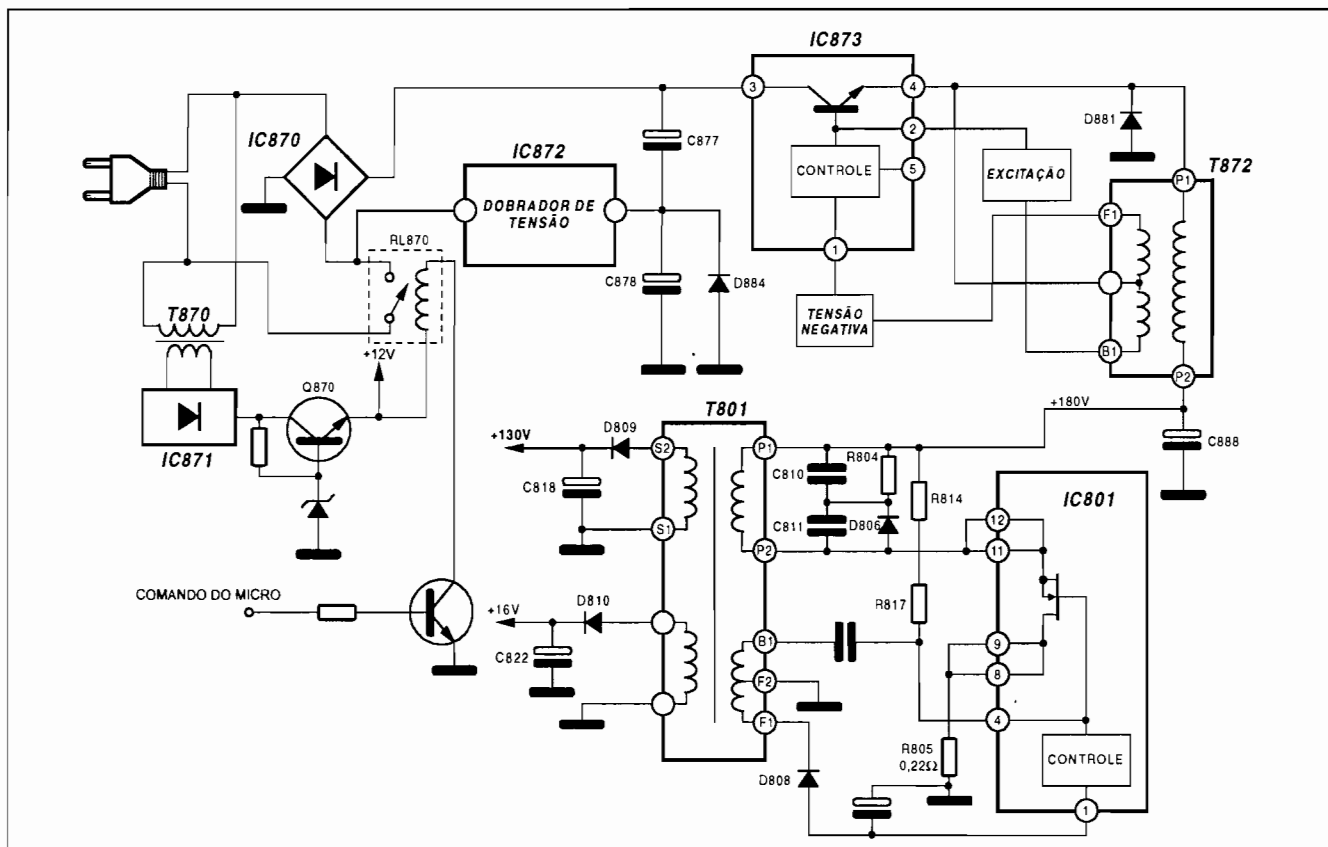 IC873
3
4
2
5
CONTROLE
1
TENSÃO
NEGATIVA
EXCITAÇÃO
D881
T872
P1
F1
B1
P2
IC870
IC872
DOBRADOR DE
TENSÃO
C877
C878
D884
RL870
T870
+12V
Q870
IC871
COMANDO DO MICRO
+180V
C888
T801
+130V
D809
S2
P1
C818
S1
P2
C810
R804
C811
D806
R814
R817
+16V
D810
C822
B1
F2
F1
D808
IC801
12
11
9
8
4
R805
0,22Ω
CONTROLE
1